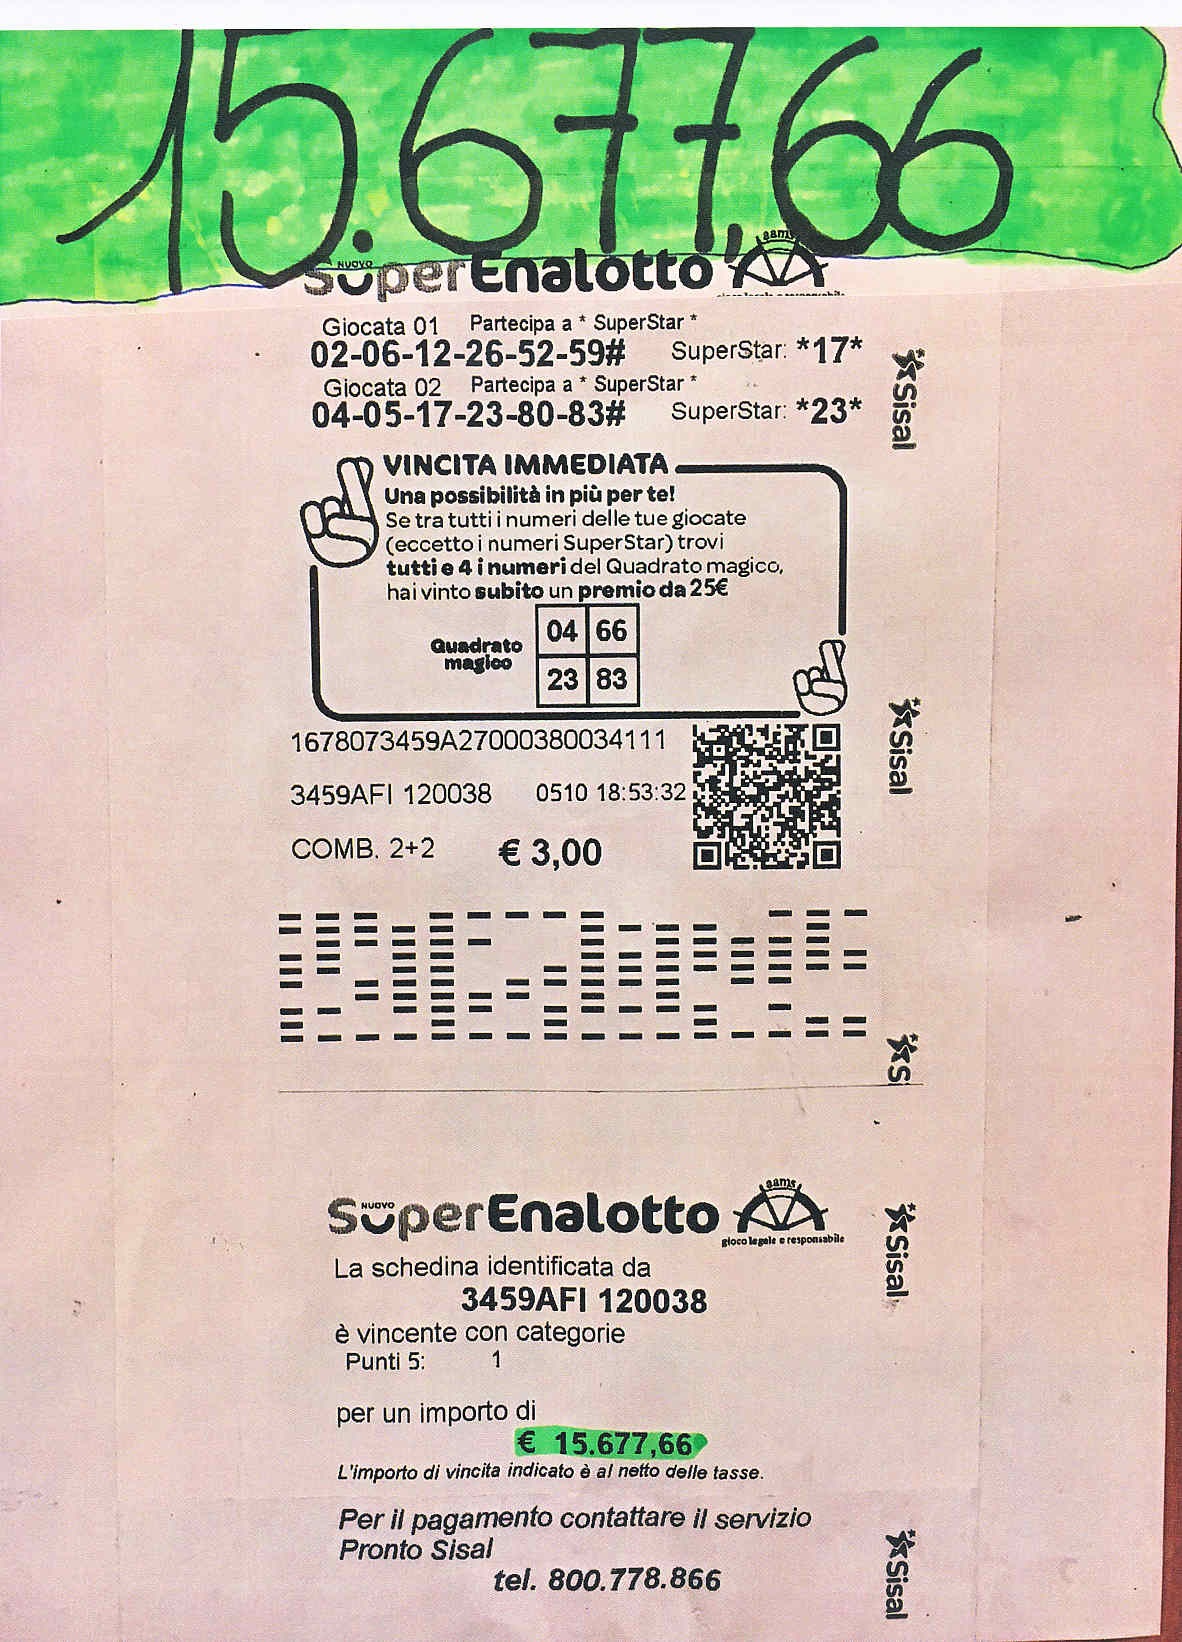 15.677,66
NUOVO
SuperEnalotto
aams
Giocata 01 Partecipa a * SuperStar *
02-06-12-26-52-59# SuperStar: *17*
Giocata 02 Partecipa a * SuperStar *
04-05-17-23-80-83# SuperStar: *23*
Sisal
VINCITA IMMEDIATA
Una possibilità in più per te!
Se tra tutti i numeri delle tue giocate
(eccetto i numeri SuperStar) trovi
tutti e 4 i numeri del Quadrato magico,
hai vinto subito un premio da 25€
Quadrato
magico
04 66
23 83
Sisal
1678073459A27000380034111
3459AFI 120038 0510 18:53:32
COMB. 2+2 € 3,00
S
NUOVO
SuperEnalotto
aams
gioco legale e responsabile
La schedina identificata da
3459AFI 120038
Sisal
è vincente con categorie
Punti 5: 1
per un importo di
€ 15.677,66
L'importo di vincita indicato è al netto delle tasse.
Per il pagamento contattare il servizio
Pronto Sisal
tel. 800.778.866
Sisal